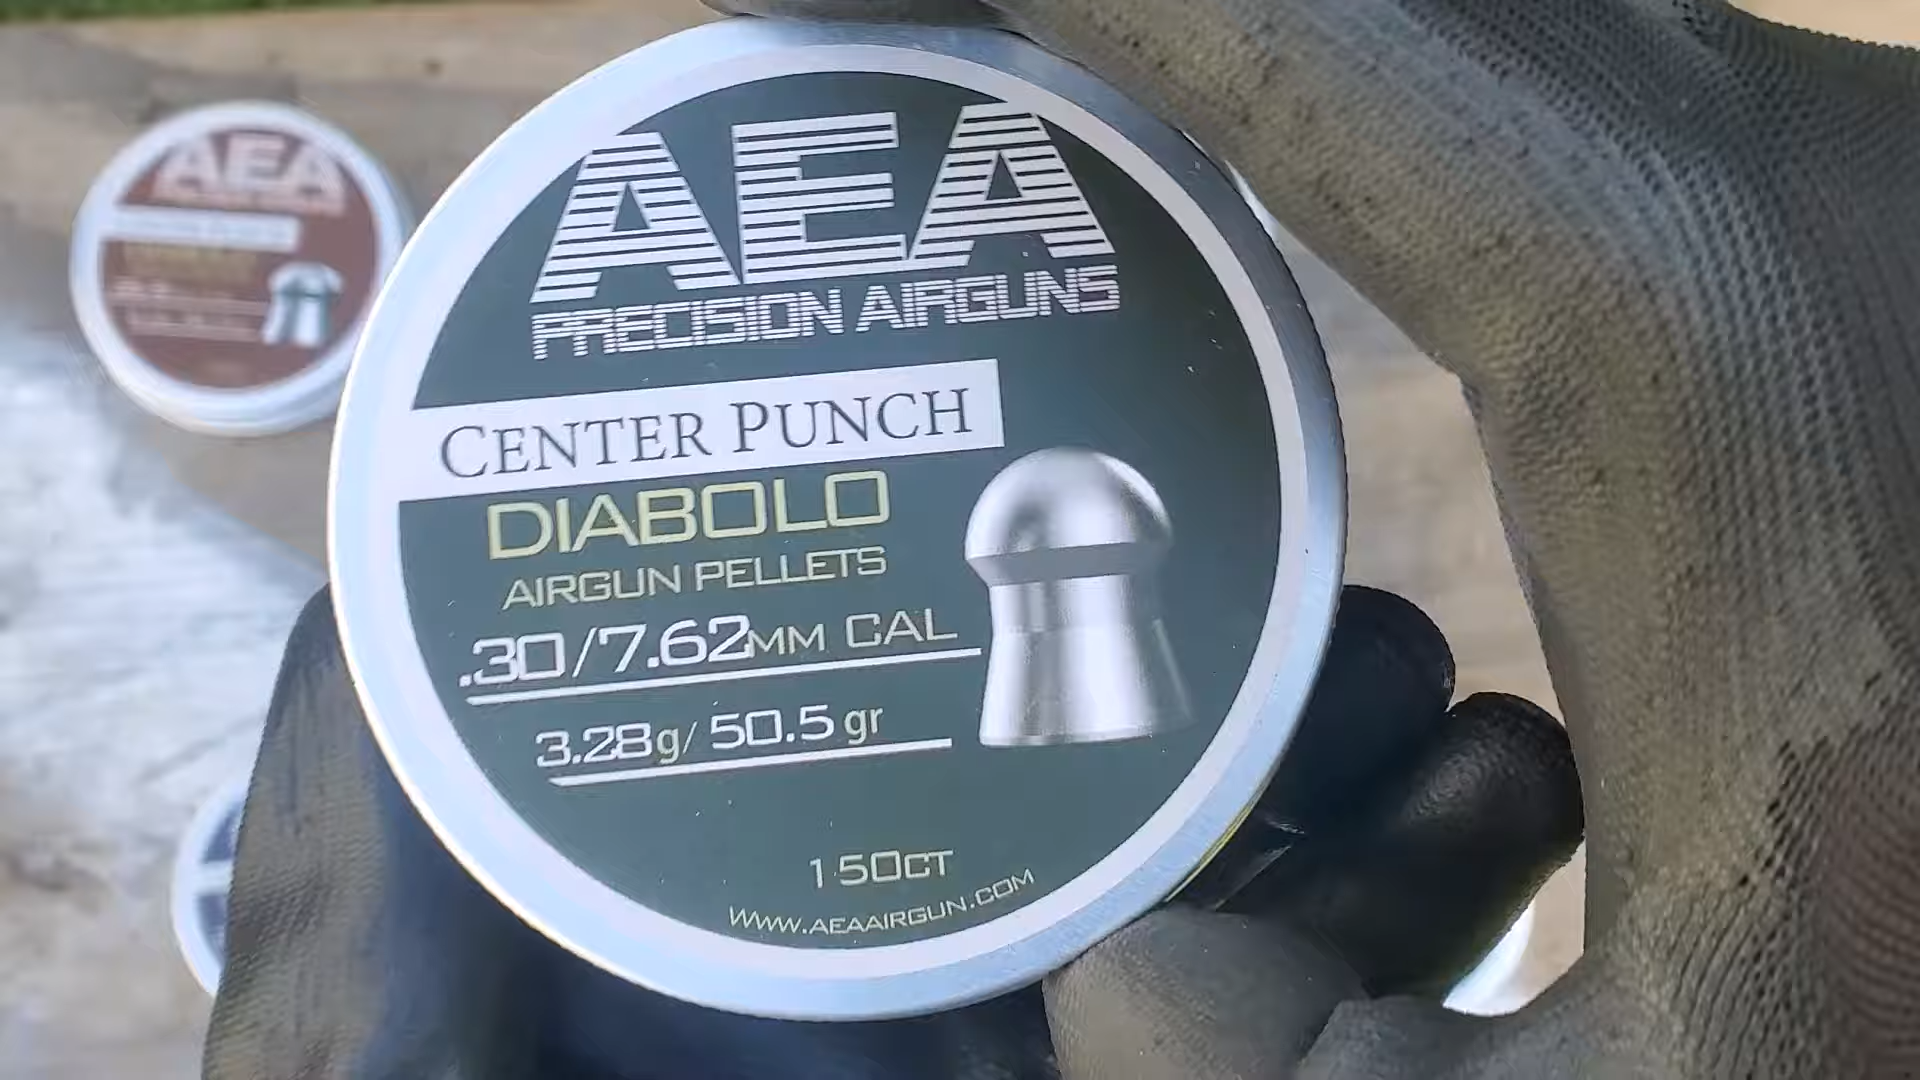 AEA
PRECISION AIRGUNS
CENTER PUNCH
DIABOLO
AIRGUN PELLETS
.30/7.62MM CAL
3.28g/ 50.5 gr
150CT
WWW.AEAAIRGUN.COM
AEA